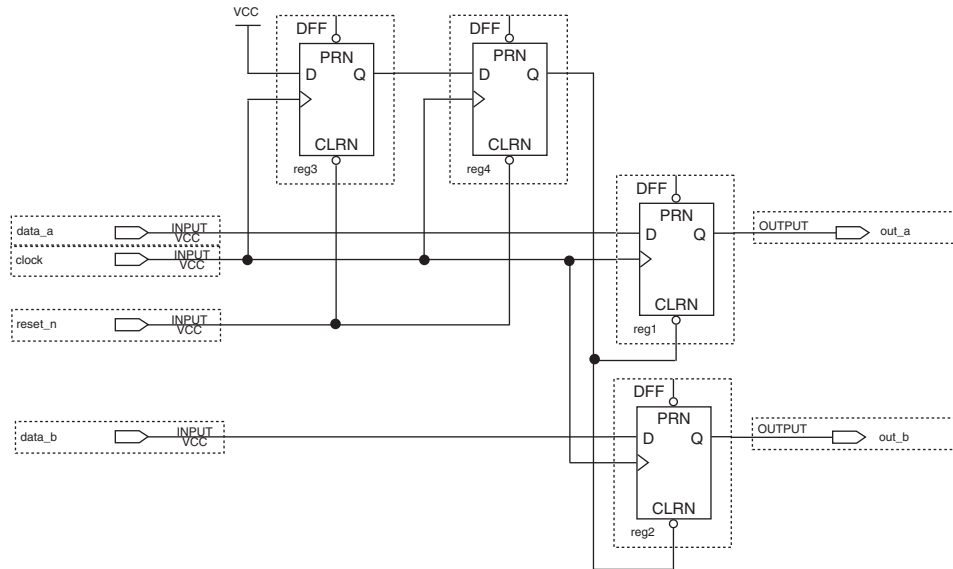 VCC
DFF
PRN
D Q
CLRN
reg3
DFF
PRN
D Q
CLRN
reg4
data_a
INPUT
VCC
clock
INPUT
VCC
reset_n
INPUT
VCC
DFF
PRN
D Q
CLRN
reg1
OUTPUT
out_a
data_b
INPUT
VCC
DFF
PRN
D Q
CLRN
reg2
OUTPUT
out_b